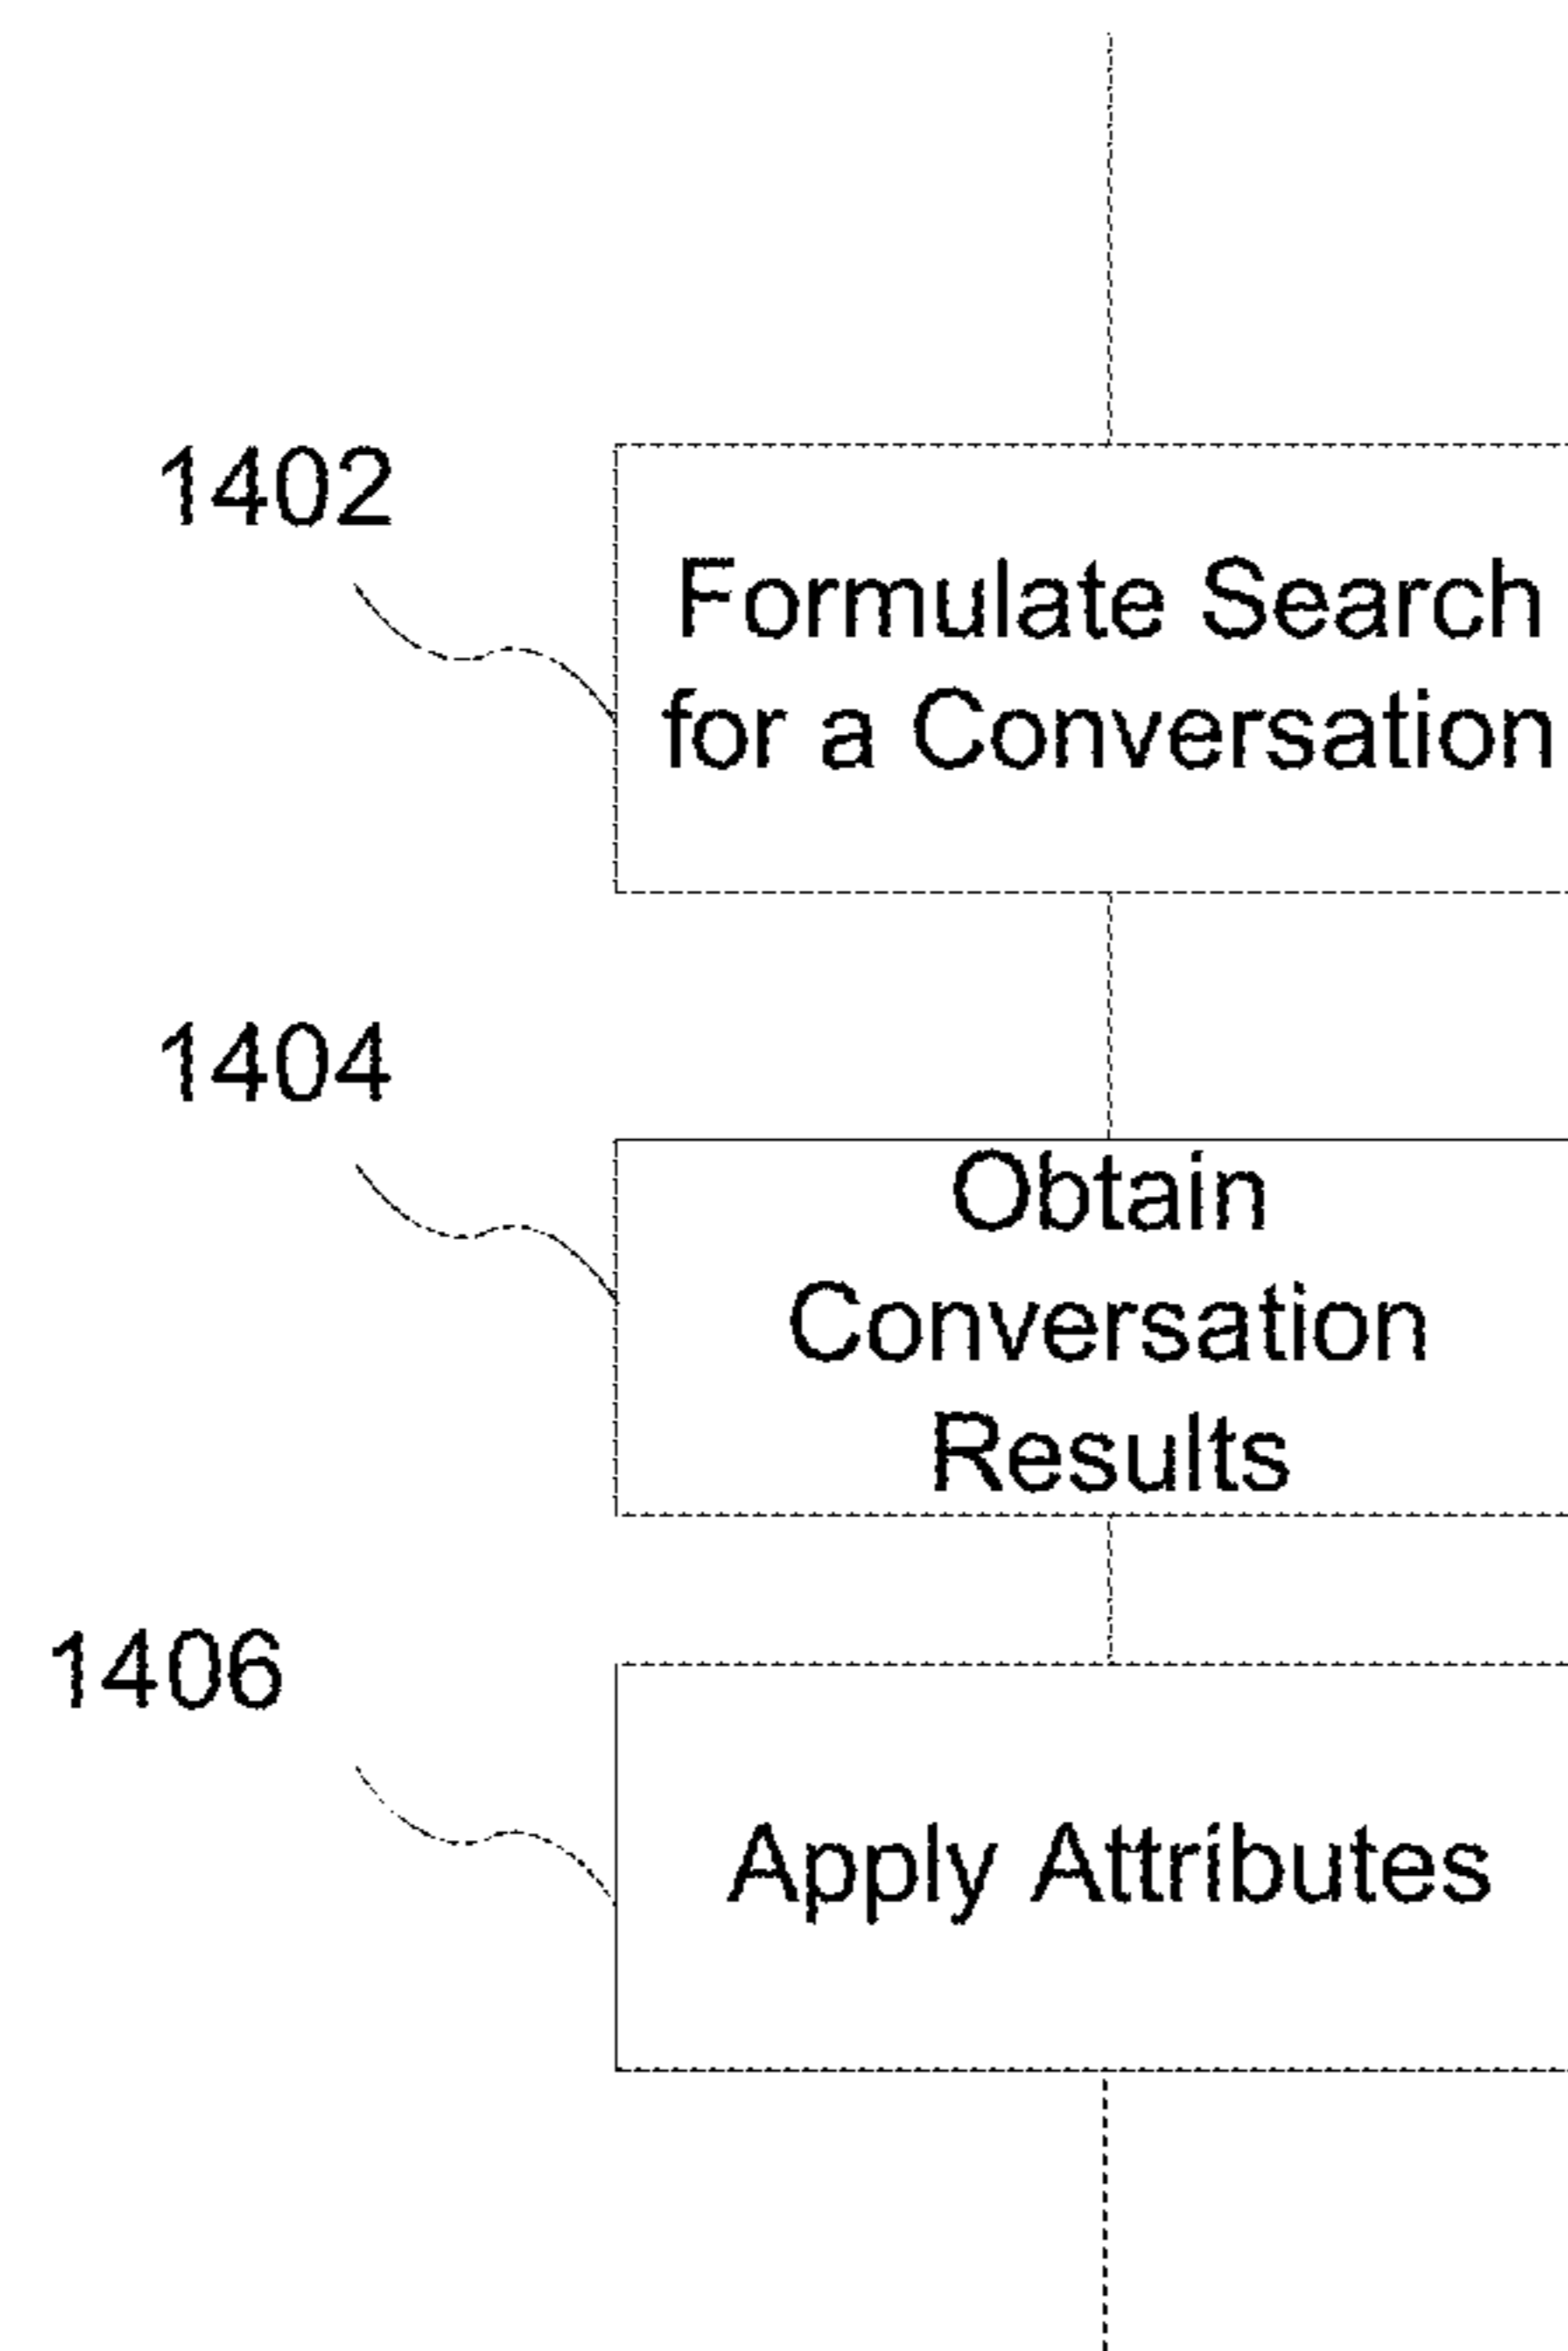 1402
Formulate Search
for a Conversation
1404
Obtain
Conversation
Results
1406
Apply Attributes